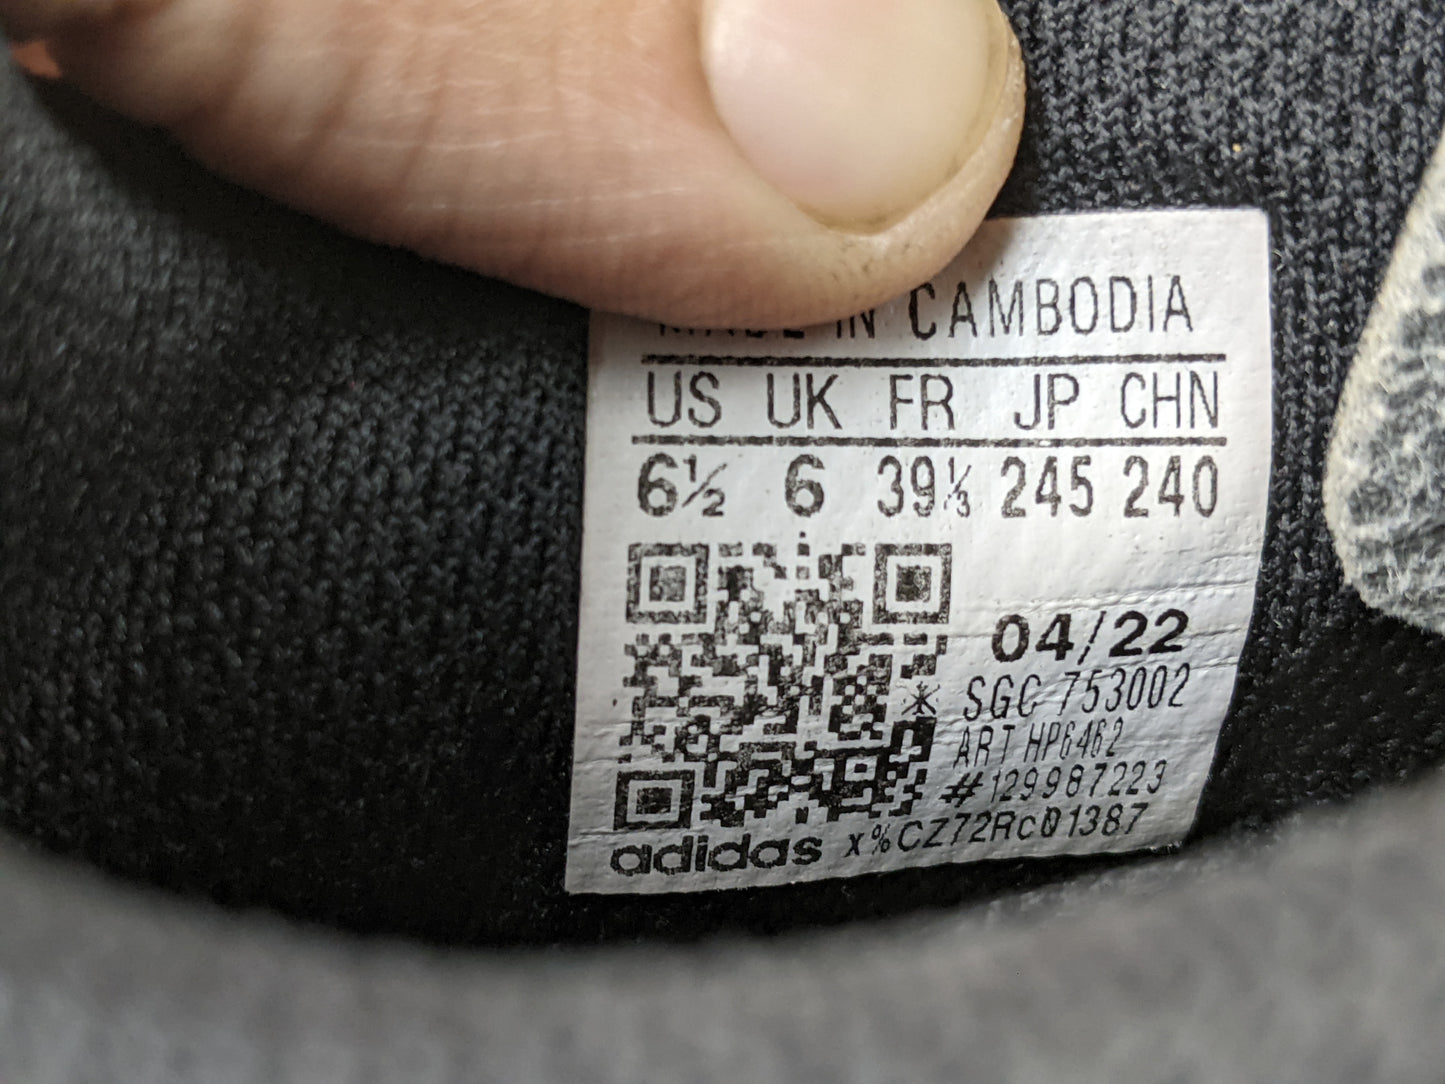 MADE IN CAMBODIA
US UK FR JP CHN
6½ 6 39⅓ 245 240
04/22
SGC 753002
ART HP6462
#129987223
adidas x%CZ72Rc01387